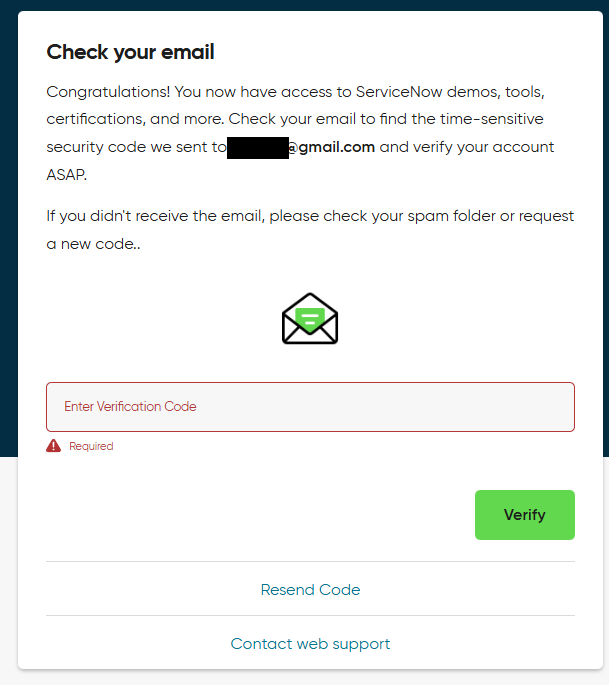 Check your email
Congratulations! You now have access to ServiceNow demos, tools,
certifications, and more. Check your email to find the time-sensitive
security code we sent to @gmail.com and verify your account
ASAP.
If you didn't receive the email, please check your spam folder or request
a new code..
Enter Verification Code
Required
Verify
Resend Code
Contact web support